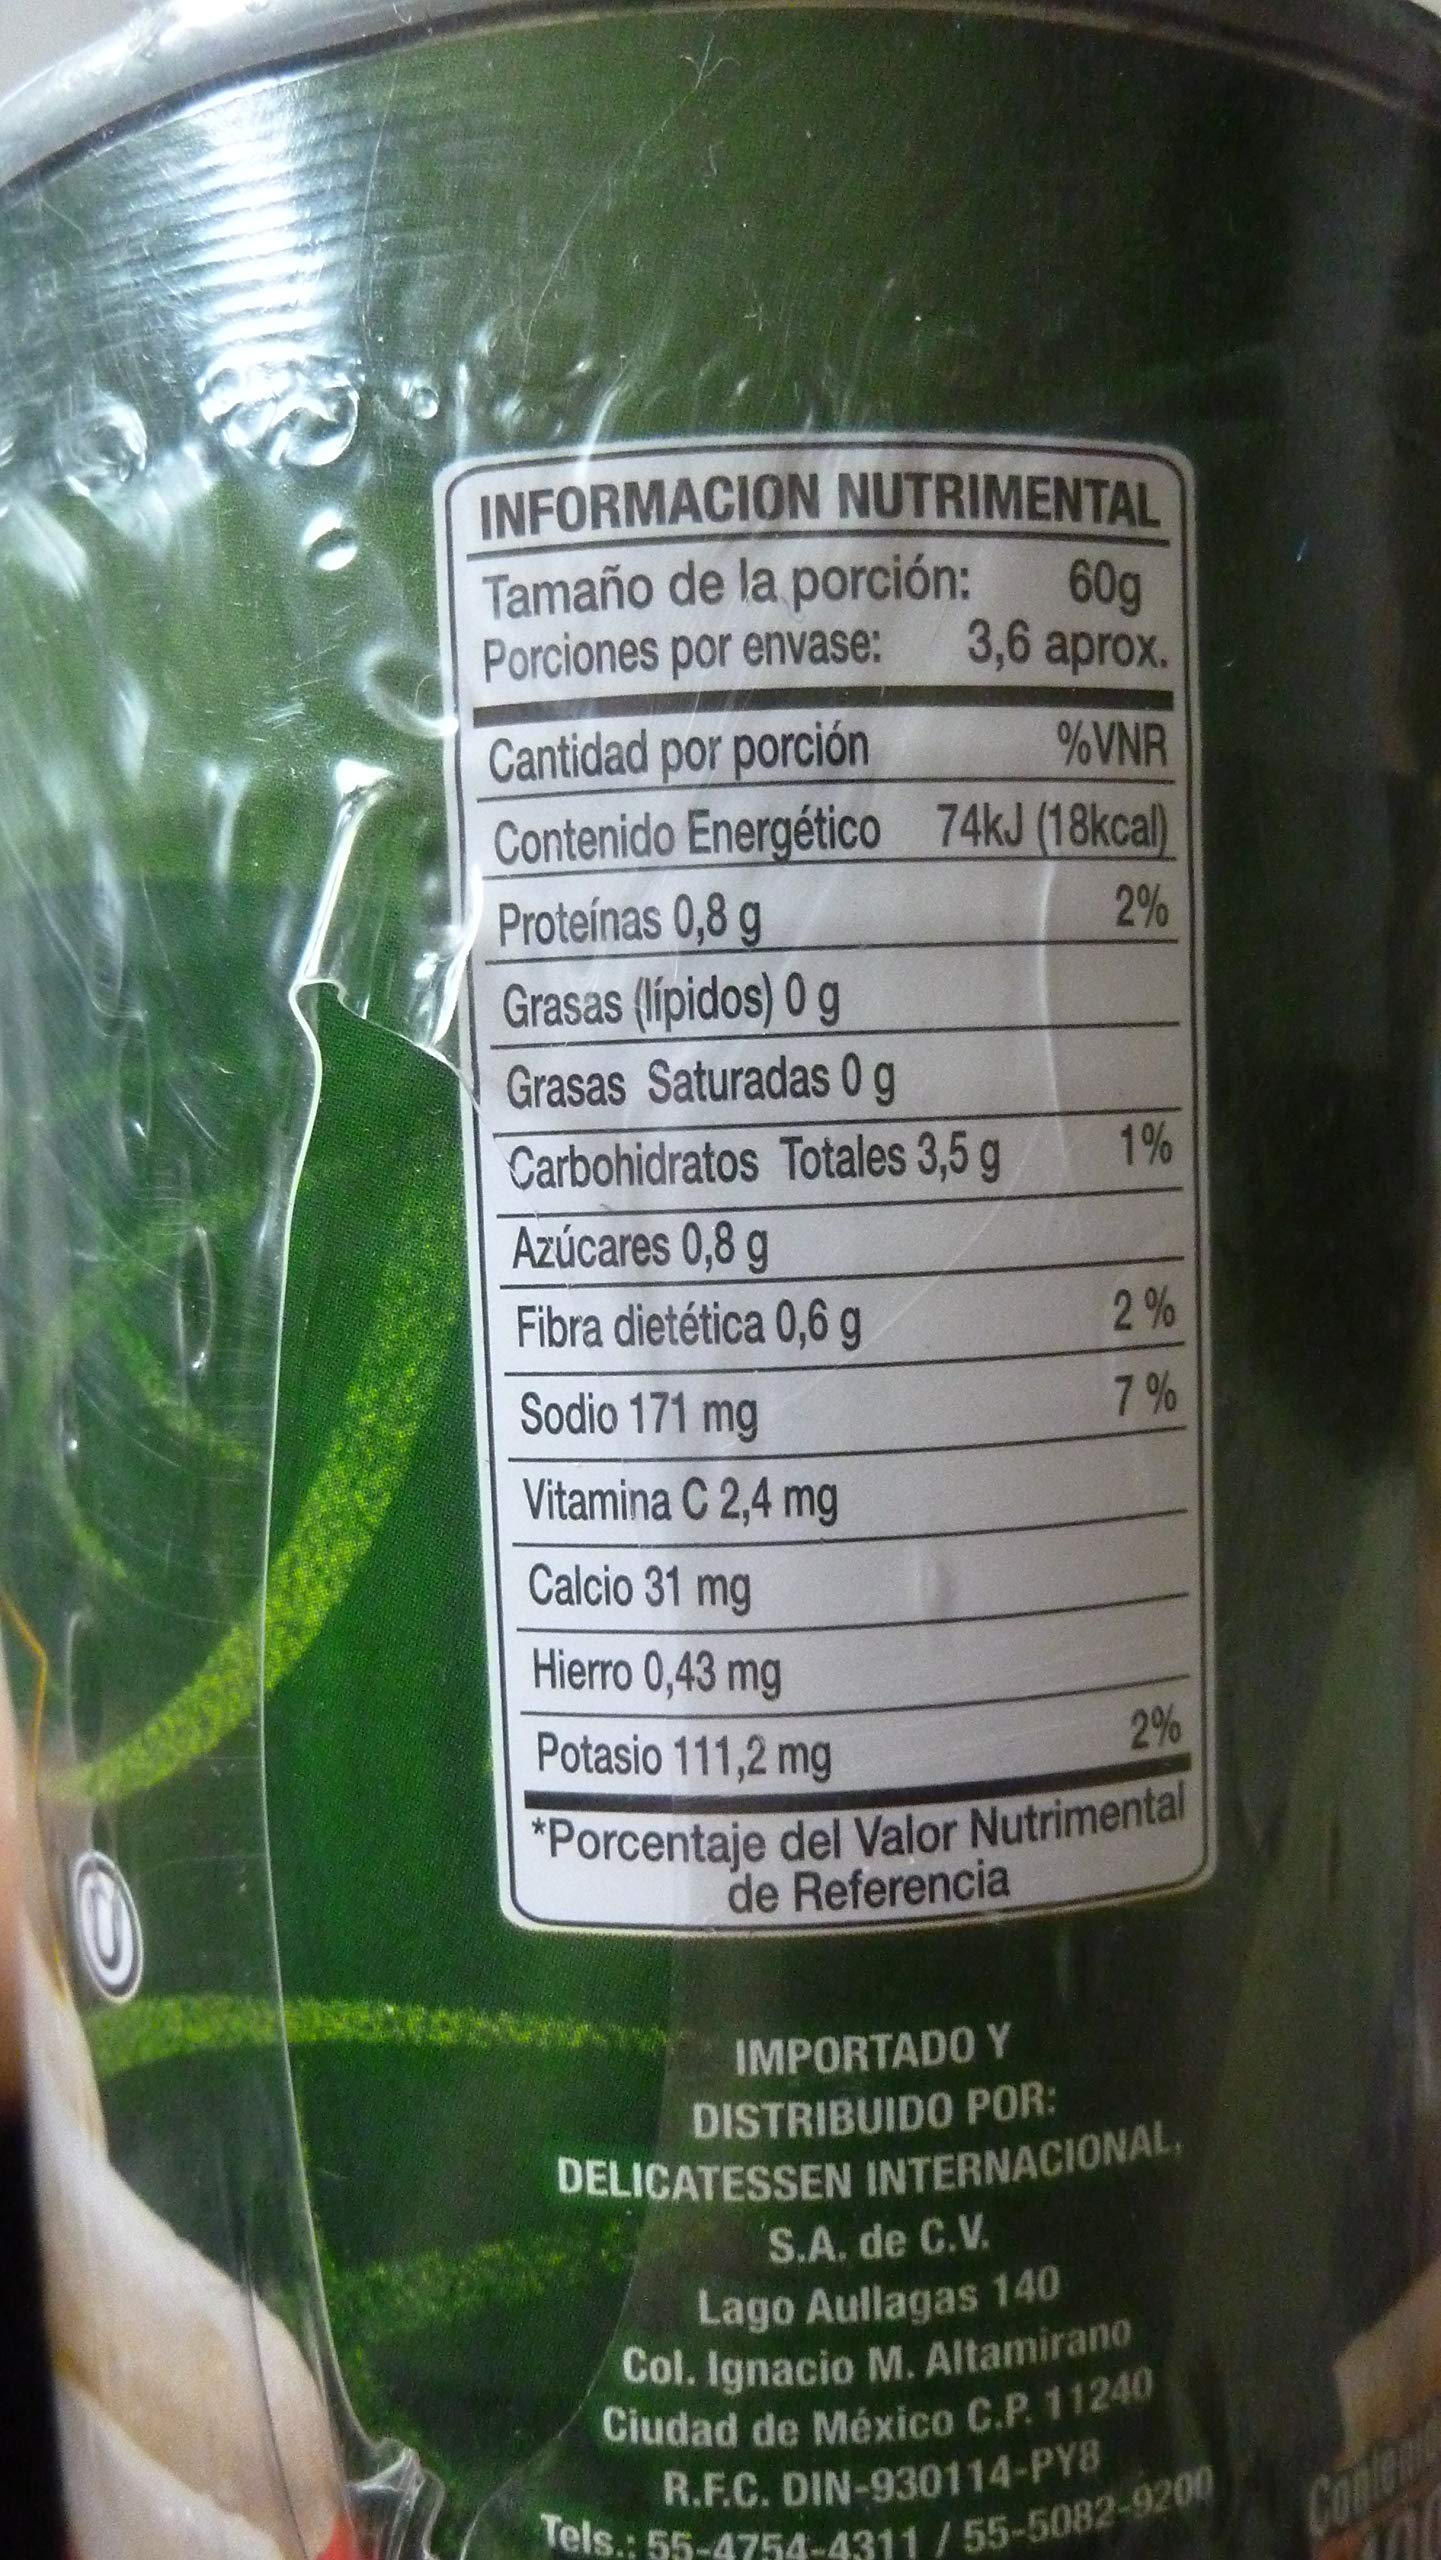 INFORMACION NUTRIMENTAL
Tamaño de la porción: 60g
Porciones por envase: 3,6 aprox.
Cantidad por porción %VNR
Contenido Energético 74kJ (18kcal)
Proteínas 0,8 g 2%
Grasas (lípidos) 0 g
Grasas Saturadas 0 g
Carbohidratos Totales 3,5 g 1%
Azúcares 0,8 g
Fibra dietética 0,6 g 2 %
Sodio 171 mg 7 %
Vitamina C 2,4 mg
Calcio 31 mg
Hierro 0,43 mg
Potasio 111,2 mg 2%
*Porcentaje del Valor Nutrimental
de Referencia
U
IMPORTADO Y
DISTRIBUIDO POR:
DELICATESSEN INTERNACIONAL,
S.A. de C.V.
Lago Aullagas 140
Col. Ignacio M. Altamirano
Ciudad de México C.P. 11240
R.F.C. DIN-930114-PY8
Tels.: 55-4754-4311 / 55-5082-9200